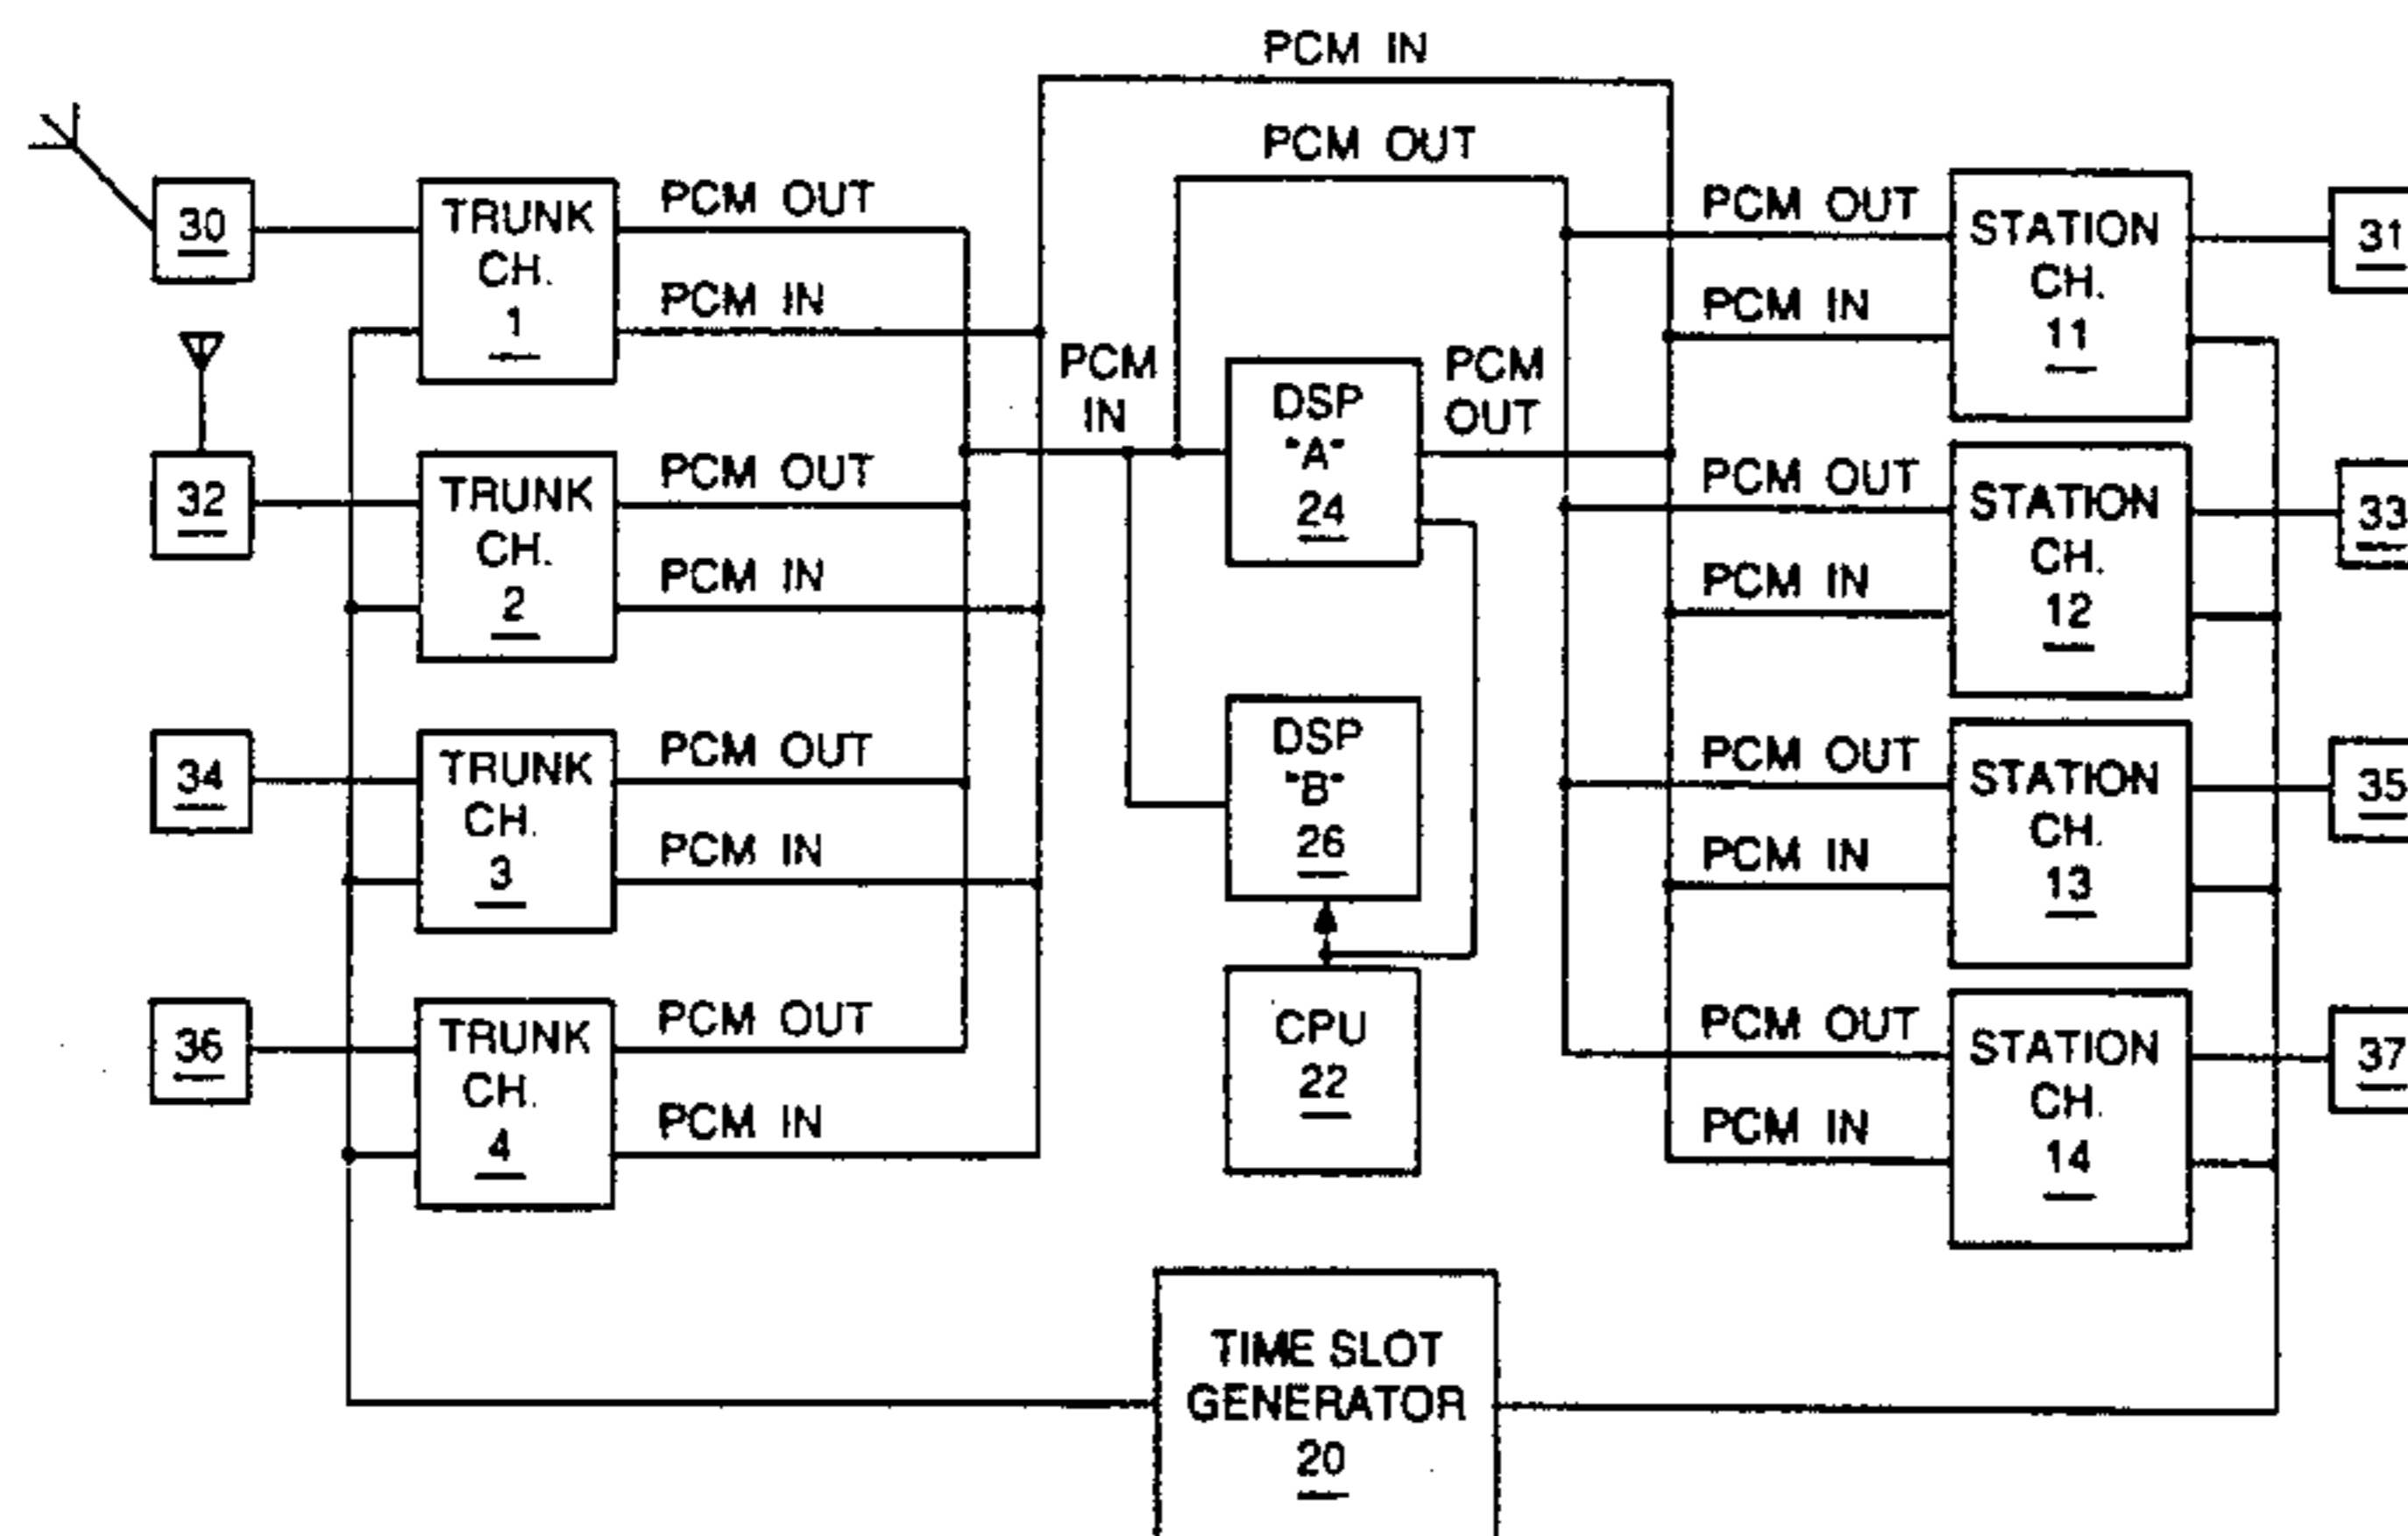 PCM IN
PCM OUT
30
TRUNK
CH.
1
PCM OUT
PCM IN
32
TRUNK
CH.
2
PCM OUT
PCM IN
34
TRUNK
CH.
3
PCM OUT
PCM IN
36
TRUNK
CH.
4
PCM OUT
PCM IN
PCM
IN
DSP
"A"
24
PCM
OUT
DSP
"B"
26
CPU
22
PCM OUT
PCM IN
STATION
CH.
11
31
PCM OUT
PCM IN
STATION
CH.
12
33
PCM OUT
PCM IN
STATION
CH.
13
35
PCM OUT
PCM IN
STATION
CH.
14
37
TIME SLOT
GENERATOR
20